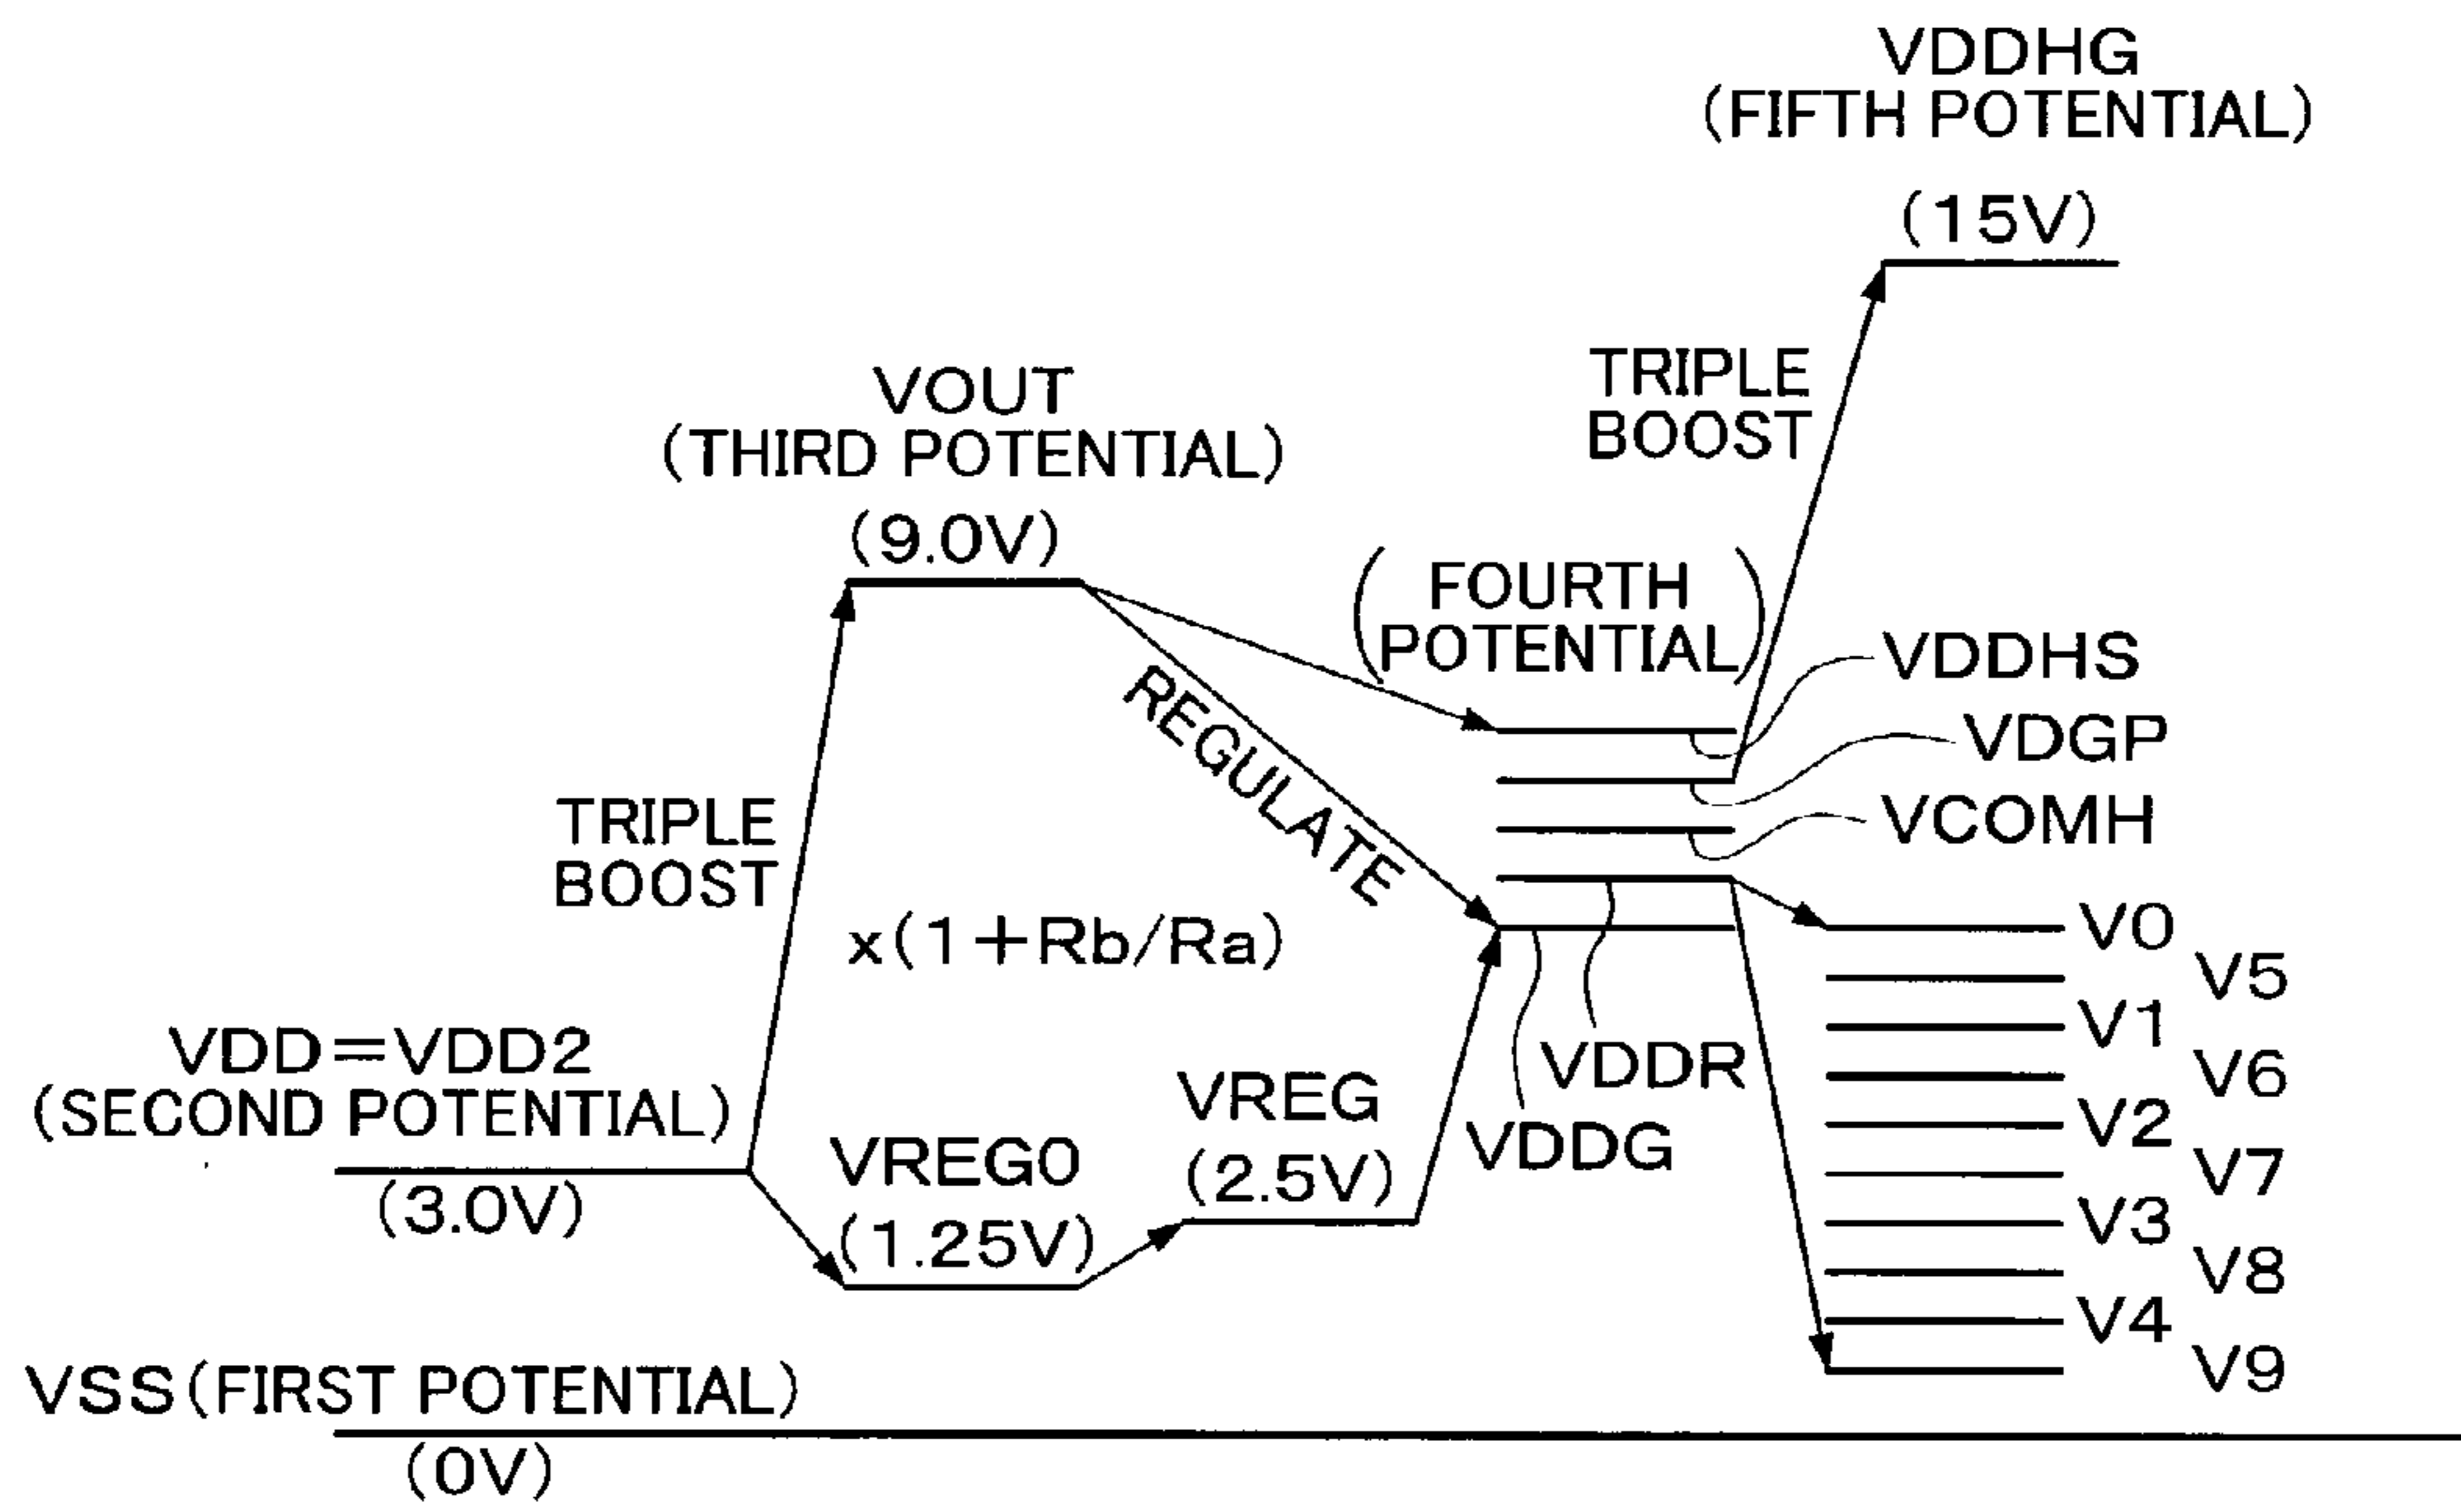 VDDHG
(FIFTH POTENTIAL)
(15V)
TRIPLE
BOOST
VOUT
(THIRD POTENTIAL)
(9.0V)
(FOURTH
POTENTIAL)
VDDHS
VDGP
VCOMH
REGULATE
TRIPLE
BOOST
x(1+Rb/Ra)
V0
V5
V1
V6
V2
V7
V3
V8
V4
V9
VDDR
VDDG
VREG
(2.5V)
VDD=VDD2
(SECOND POTENTIAL)
(3.0V)
VREG0
(1.25V)
VSS(FIRST POTENTIAL)
(0V)